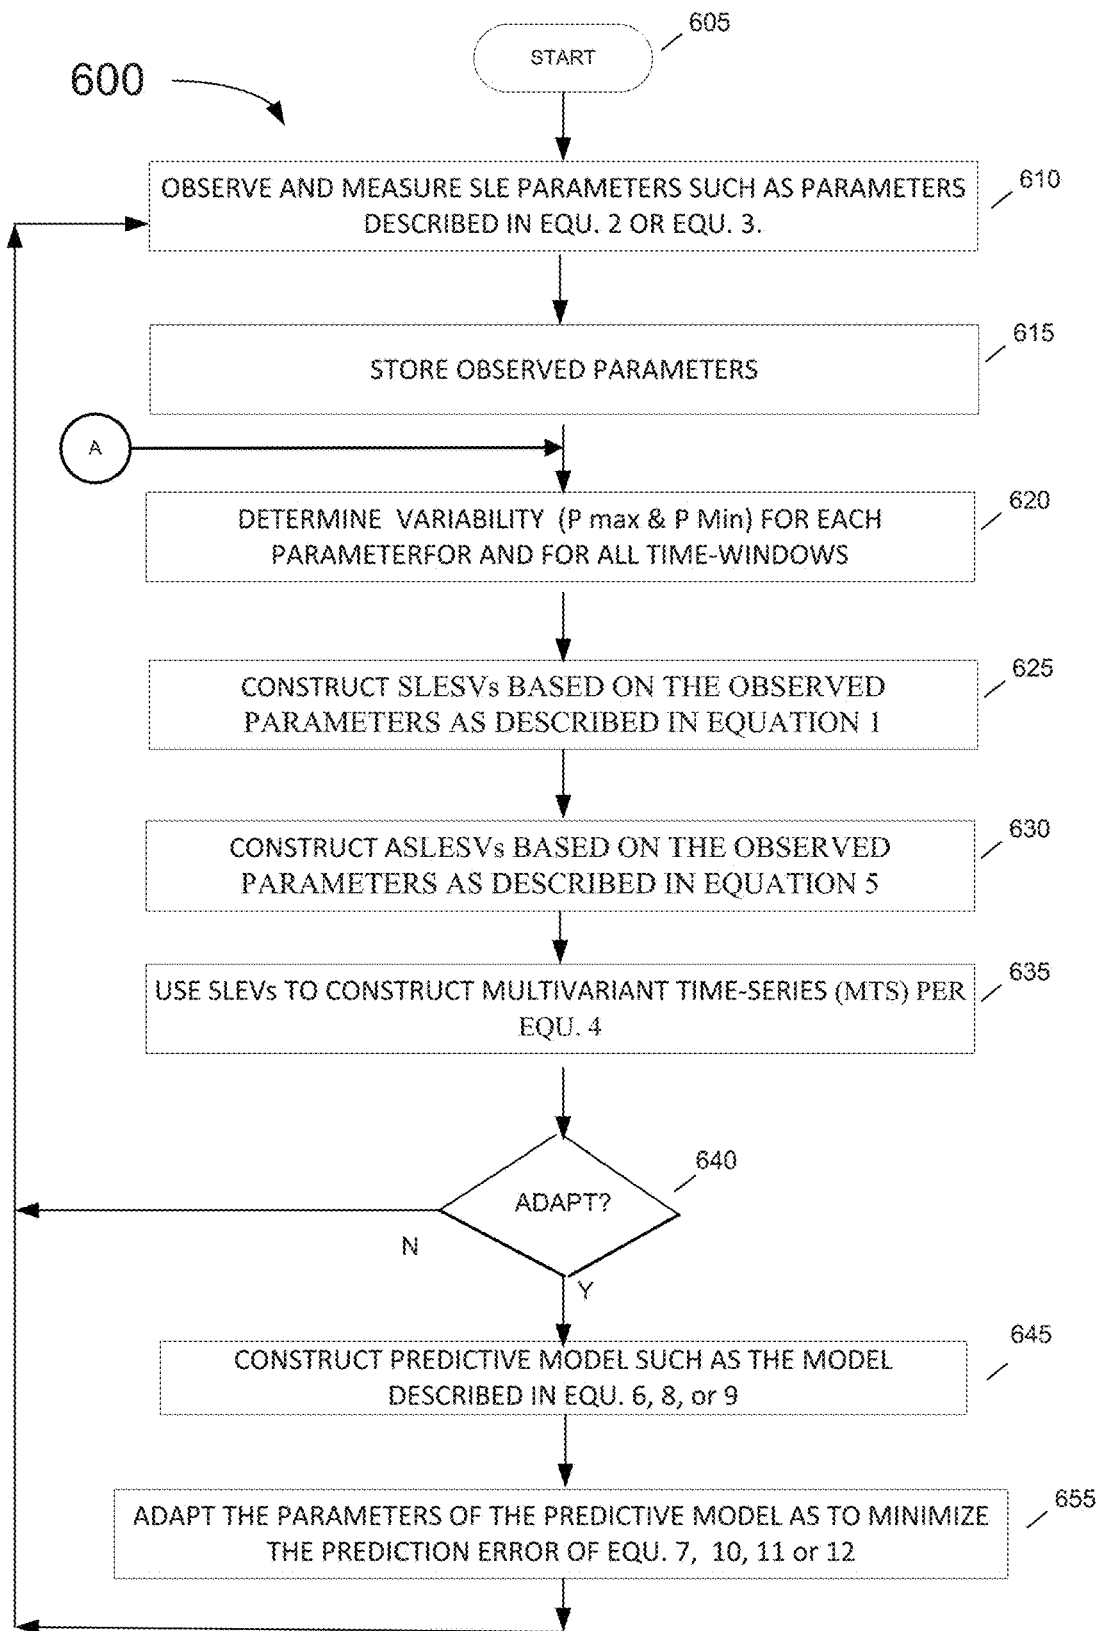 605
START
600
OBSERVE AND MEASURE SLE PARAMETERS SUCH AS PARAMETERS
DESCRIBED IN EQU. 2 OR EQU. 3.
610
STORE OBSERVED PARAMETERS
615
A
DETERMINE VARIABILITY (P max & P Min) FOR EACH
PARAMETERFOR AND FOR ALL TIME-WINDOWS
620
CONSTRUCT SLESVs BASED ON THE OBSERVED
PARAMETERS AS DESCRIBED IN EQUATION 1
625
CONSTRUCT ASLESVs BASED ON THE OBSERVED
PARAMETERS AS DESCRIBED IN EQUATION 5
630
USE SLEVs TO CONSTRUCT MULTIVARIANT TIME-SERIES (MTS) PER
EQU. 4
635
ADAPT?
640
N
Y
CONSTRUCT PREDICTIVE MODEL SUCH AS THE MODEL
DESCRIBED IN EQU. 6, 8, or 9
645
ADAPT THE PARAMETERS OF THE PREDICTIVE MODEL AS TO MINIMIZE
THE PREDICTION ERROR OF EQU. 7, 10, 11 or 12
655